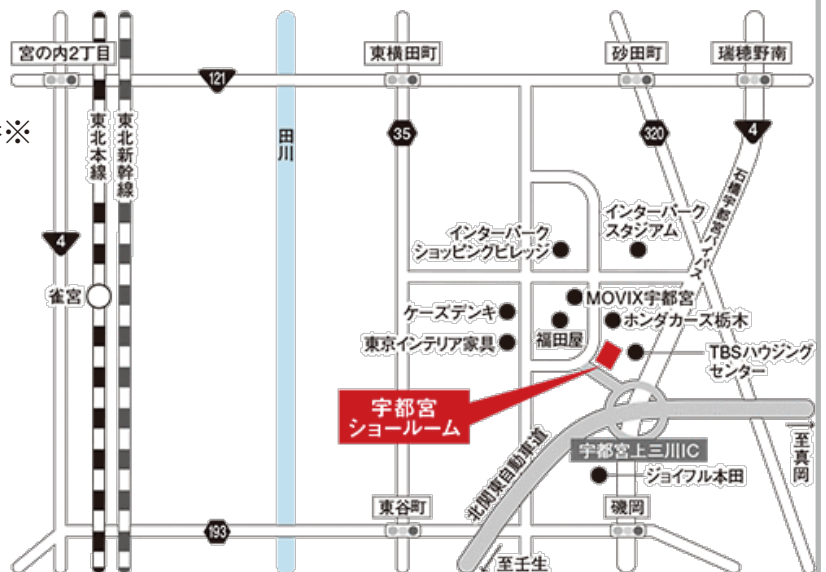 宮の内2丁目
東横田町
砂田町
瑞穂野南
121
※
東北本線
東北新幹線
田川
35
320
4
石橋宇都宮バイパス
4
インターパーク
ショッピングビレッジ
インターパーク
スタジアム
雀宮
MOVIX宇都宮
ケーズデンキ
福田屋
ホンダカーズ栃木
東京インテリア家具
TBSハウジング
センター
宇都宮
ショールーム
北関東自動車道
宇都宮上三川IC
至真岡
ジョイフル本田
193
東谷町
磯岡
至壬生